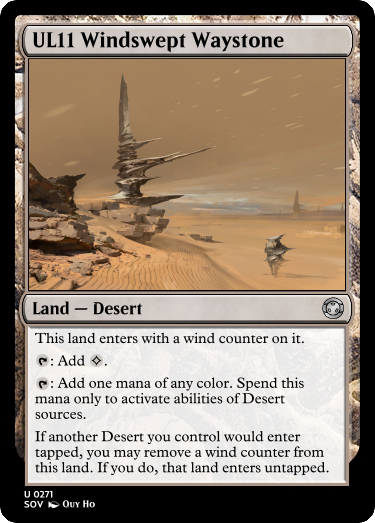 UL11 Windswept Waystone
Land — Desert
This land enters with a wind counter on it.
: Add .
: Add one mana of any color. Spend this
mana only to activate abilities of Desert
sources.
If another Desert you control would enter
tapped, you may remove a wind counter from
this land. If you do, that land enters untapped.
U 0271
SOV Ouy Ho